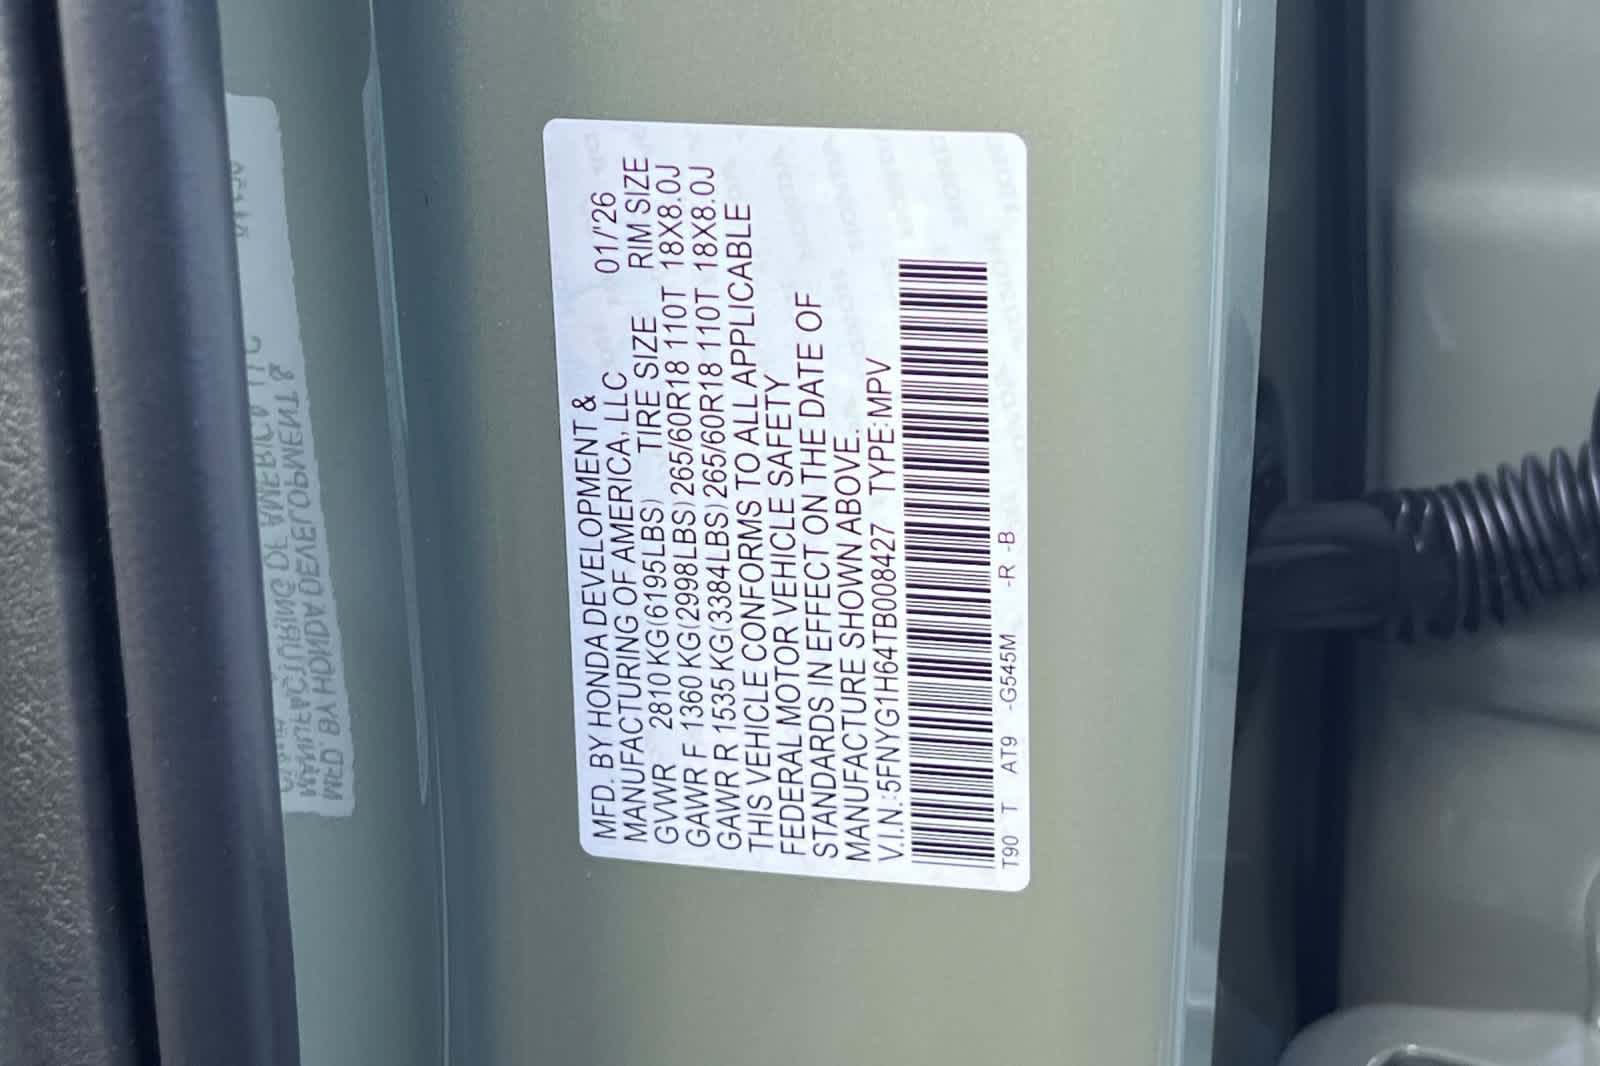 MFD. BY HONDA DEVELOPMENT & 01/'26
MANUFACTURING OF AMERICA, LLC
GVWR 2810 KG(6195LBS) TIRE SIZE RIM SIZE
GAWR F 1360 KG(2998LBS)265/60R18 110T 18X8.0J
GAWR R 1535 KG(3384LBS)265/60R18 110T 18X8.0J
THIS VEHICLE CONFORMS TO ALL APPLICABLE
FEDERAL MOTOR VEHICLE SAFETY
STANDARDS IN EFFECT ON THE DATE OF
MANUFACTURE SHOWN ABOVE.
V.I.N.:5FNYG1H64TB008427 TYPE:MPV
T90 T AT9 -G545M -R -B